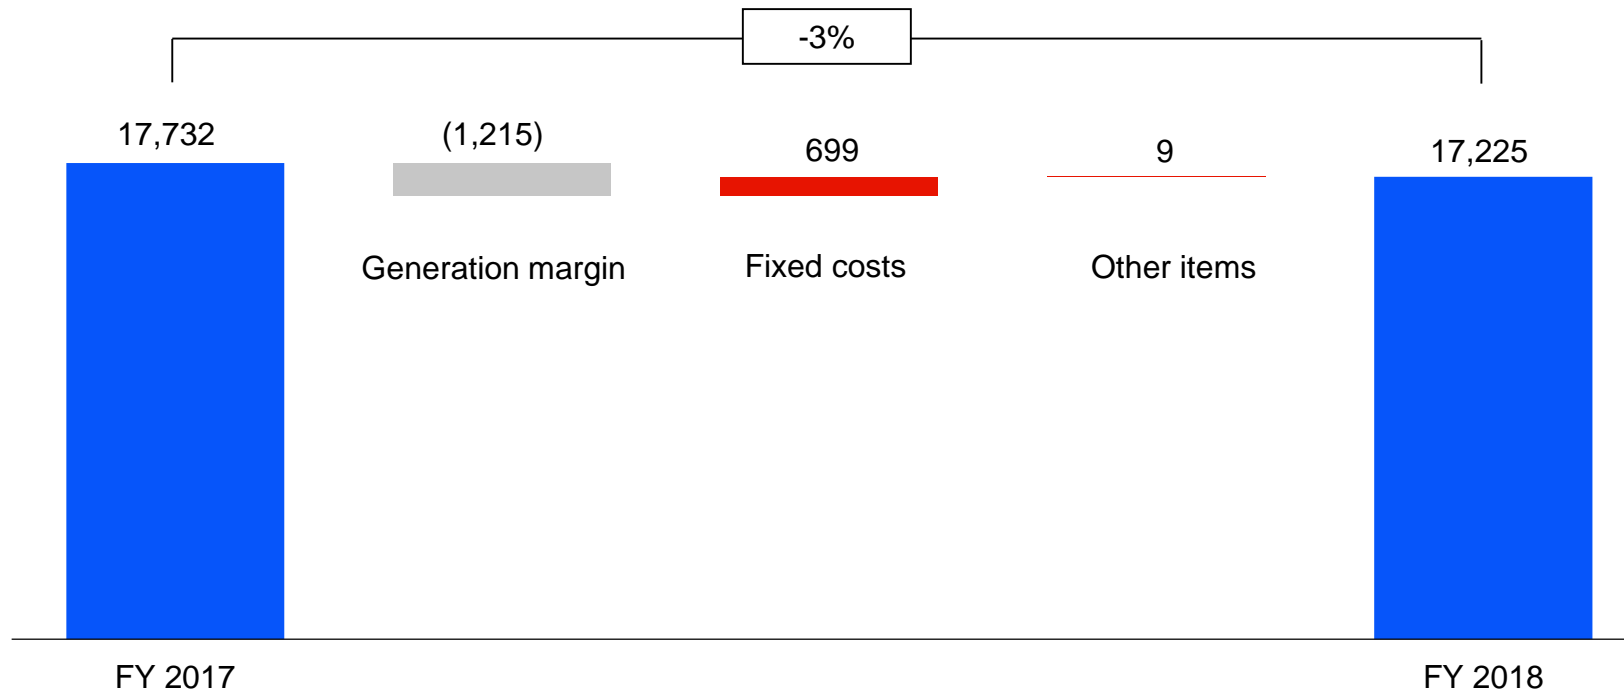 -3%
17,732
(1,215)
699
9
17,225
Generation margin
Fixed costs
Other items
FY 2017
FY 2018